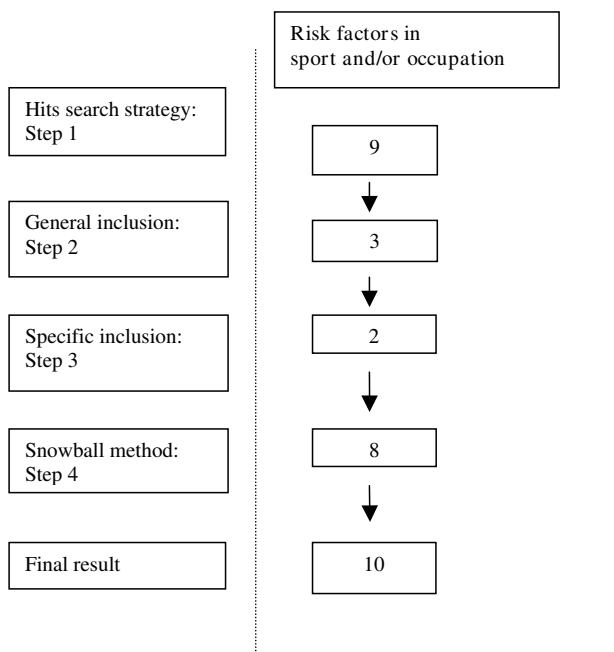 Risk factors in
sport and/or occupation
Hits search strategy:
Step 1
9
General inclusion:
Step 2
3
Specific inclusion:
Step 3
2
Snowball method:
Step 4
8
Final result
10